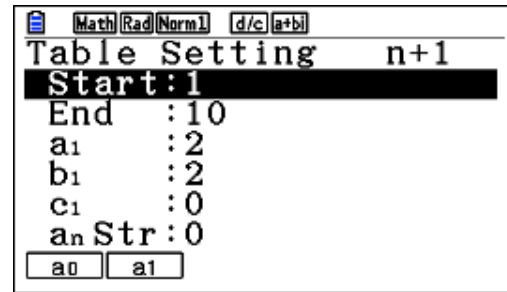 Math Rad Norm1 d/c a+bi
Table Setting n+1
Start:1
End :10
a₁ :2
b₁ :2
c₁ :0
aₙ Str:0
a₀ a₁